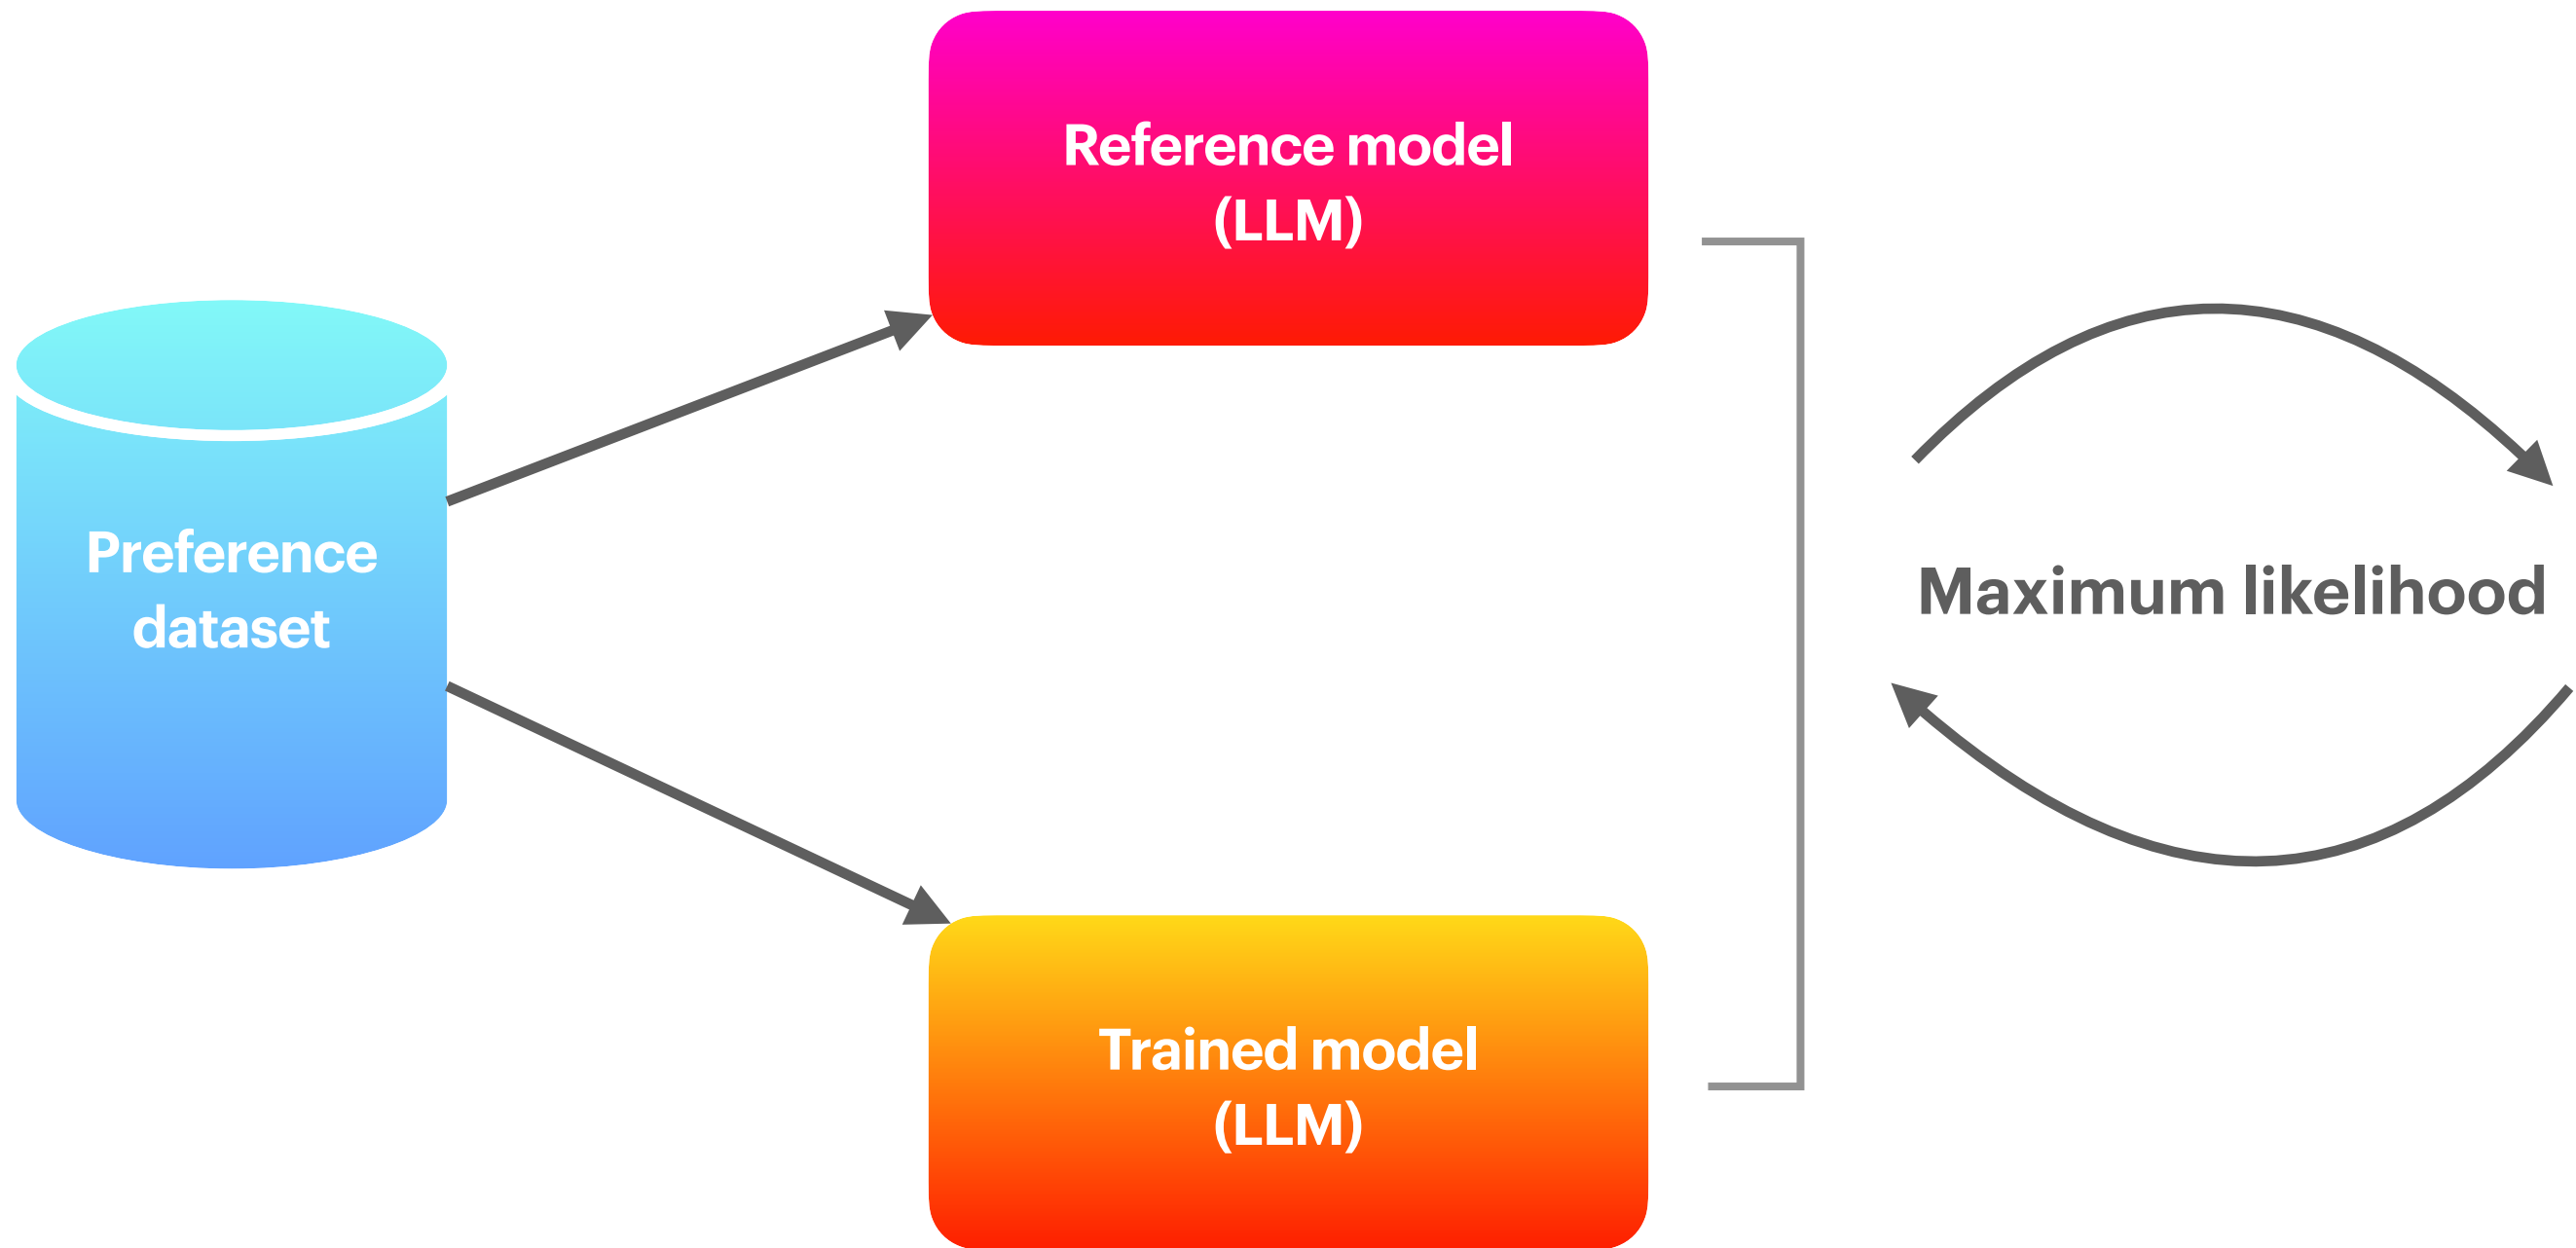 Reference model
(LLM)
Preference
dataset
Maximum likelihood
Trained model
(LLM)